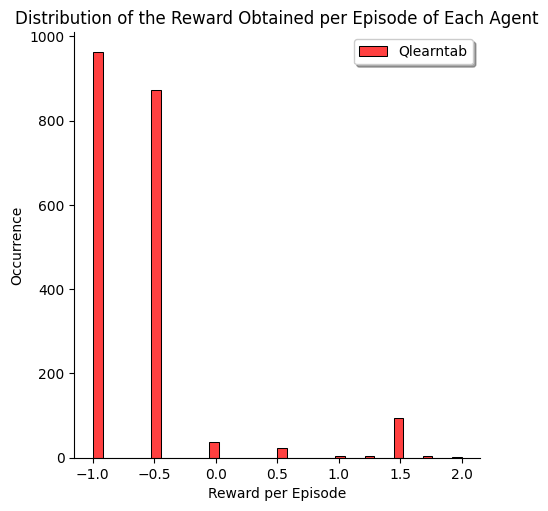 Distribution of the Reward Obtained per Episode of Each Agent
Qlearntab
1000
800
600
400
200
0
Occurrence
−1.0 −0.5 0.0 0.5 1.0 1.5 2.0
Reward per Episode